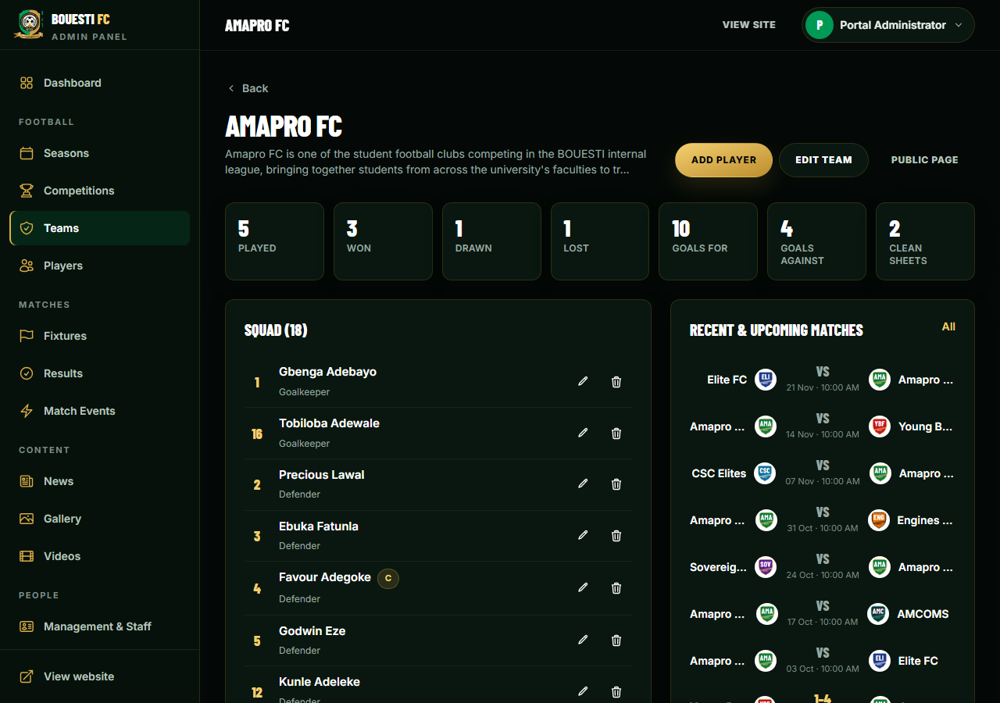 BOUESTI FC
ADMIN PANEL
Dashboard
FOOTBALL
Seasons
Competitions
Teams
Players
MATCHES
Fixtures
Results
Match Events
CONTENT
News
Gallery
Videos
PEOPLE
Management & Staff
View website
AMAPRO FC
VIEW SITE
P
Portal Administrator
Back
AMAPRO FC
Amapro FC is one of the student football clubs competing in the BOUESTI internal
league, bringing together students from across the university's faculties to tr...
ADD PLAYER
EDIT TEAM
PUBLIC PAGE
5
PLAYED
3
WON
1
DRAWN
1
LOST
10
GOALS FOR
4
GOALS
AGAINST
2
CLEAN
SHEETS
SQUAD (18)
1
Gbenga Adebayo
Goalkeeper
16
Tobiloba Adewale
Goalkeeper
2
Precious Lawal
Defender
3
Ebuka Fatunla
Defender
4
Favour Adegoke C
Defender
5
Godwin Eze
Defender
12
Kunle Adeleke
Defender
RECENT & UPCOMING MATCHES
All
Elite FC ELI VS AMA Amapro ...
21 Nov · 10:00 AM
Amapro ... AMA VS YBF Young B...
14 Nov · 10:00 AM
CSC Elites CSC VS AMA Amapro ...
07 Nov · 10:00 AM
Amapro ... AMA VS ENG Engines ...
31 Oct · 10:00 AM
Sovereig... SOV VS AMA Amapro ...
24 Oct · 10:00 AM
Amapro ... AMA VS AMC AMCOMS
17 Oct · 10:00 AM
Amapro ... AMA VS ELI Elite FC
03 Oct · 10:00 AM
1-4